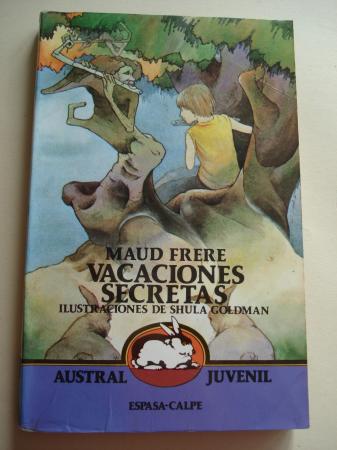 MAUD FRERE
VACACIONES
SECRETAS
ILUSTRACIONES DE SHULA GOLDMAN
AUSTRAL JUVENIL
ESPASA-CALPE